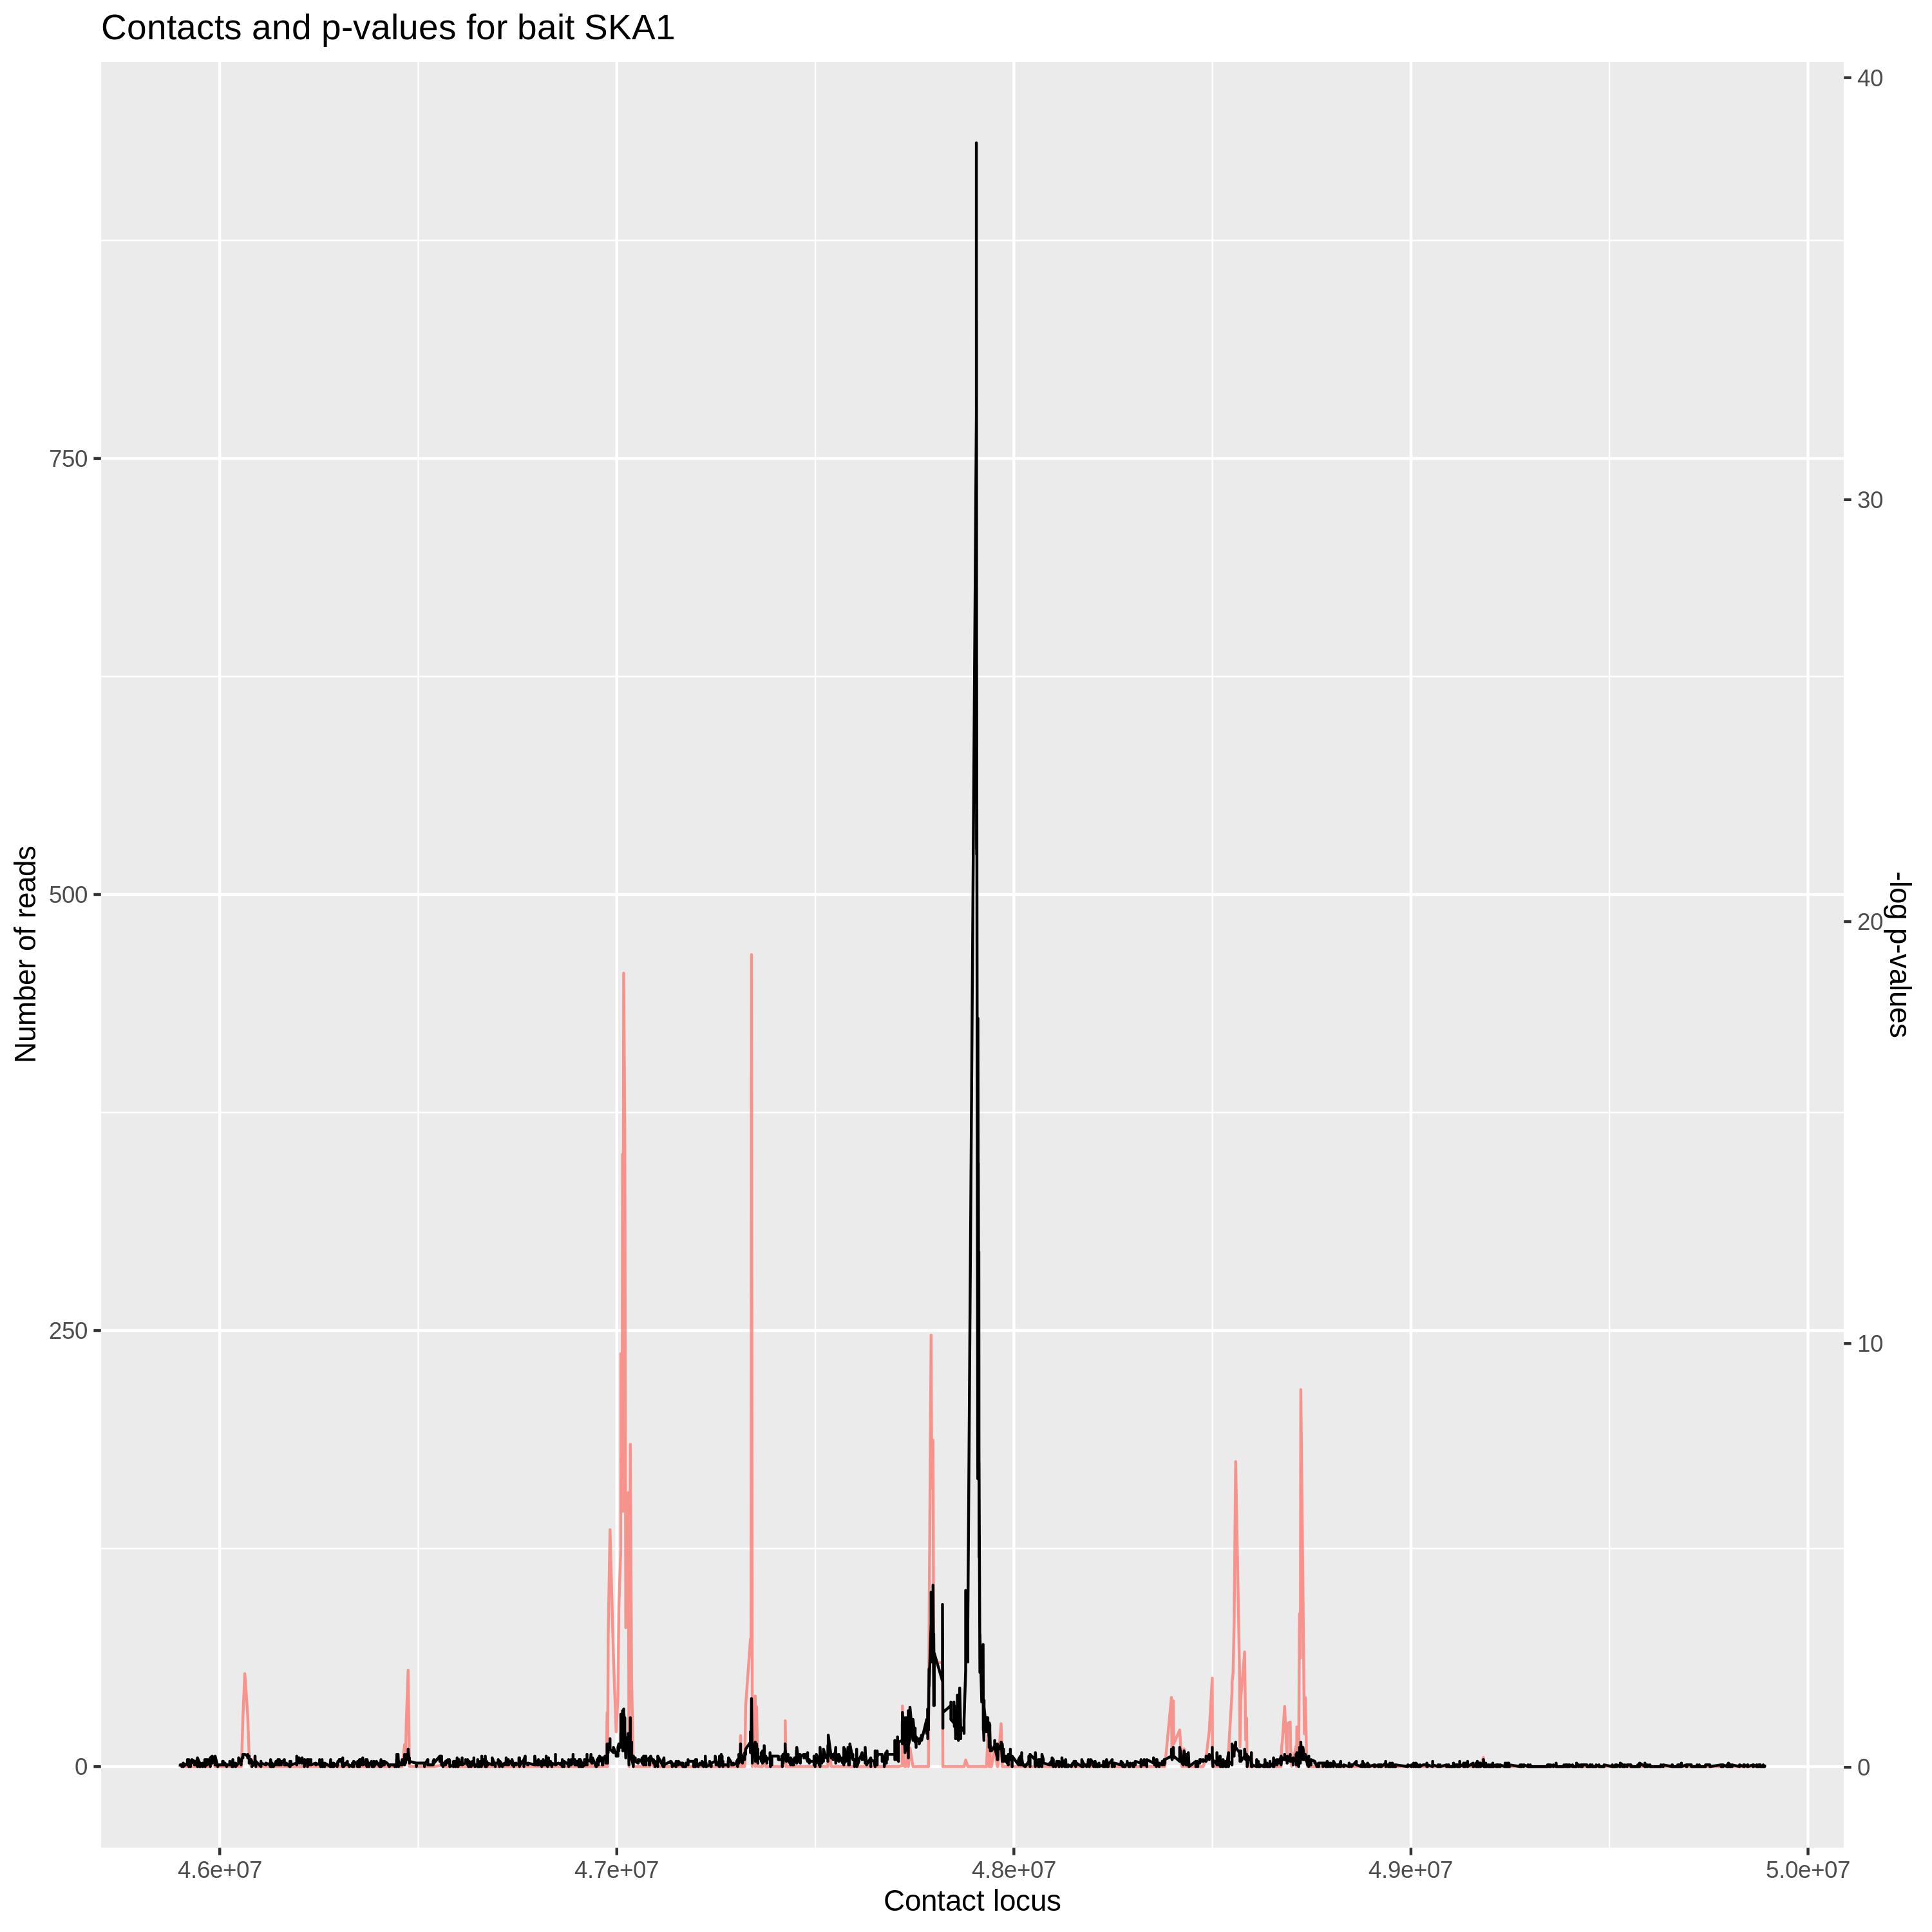 Contacts and p-values for bait SKA1
Number of reads
750
500
250
0
40
30
20
10
0
-log p-values
4.6e+07
4.7e+07
4.8e+07
4.9e+07
5.0e+07
Contact locus